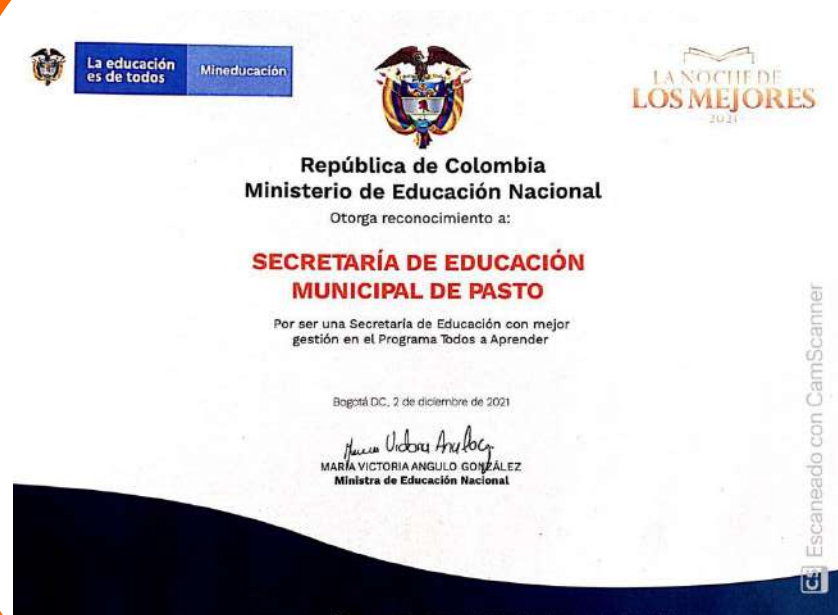 La educación
es de todos
Mineducación
LA NOCHE DE
LOS MEJORES
2021
República de Colombia
Ministerio de Educación Nacional
Otorga reconocimiento a:
SECRETARÍA DE EDUCACIÓN
MUNICIPAL DE PASTO
Por ser una Secretaría de Educación con mejor
gestión en el Programa Todos a Aprender
Bogotá DC, 2 de diciembre de 2021
MARÍA VICTORIA ANGULO GONZÁLEZ
Ministra de Educación Nacional
CS Escaneado con CamScanner